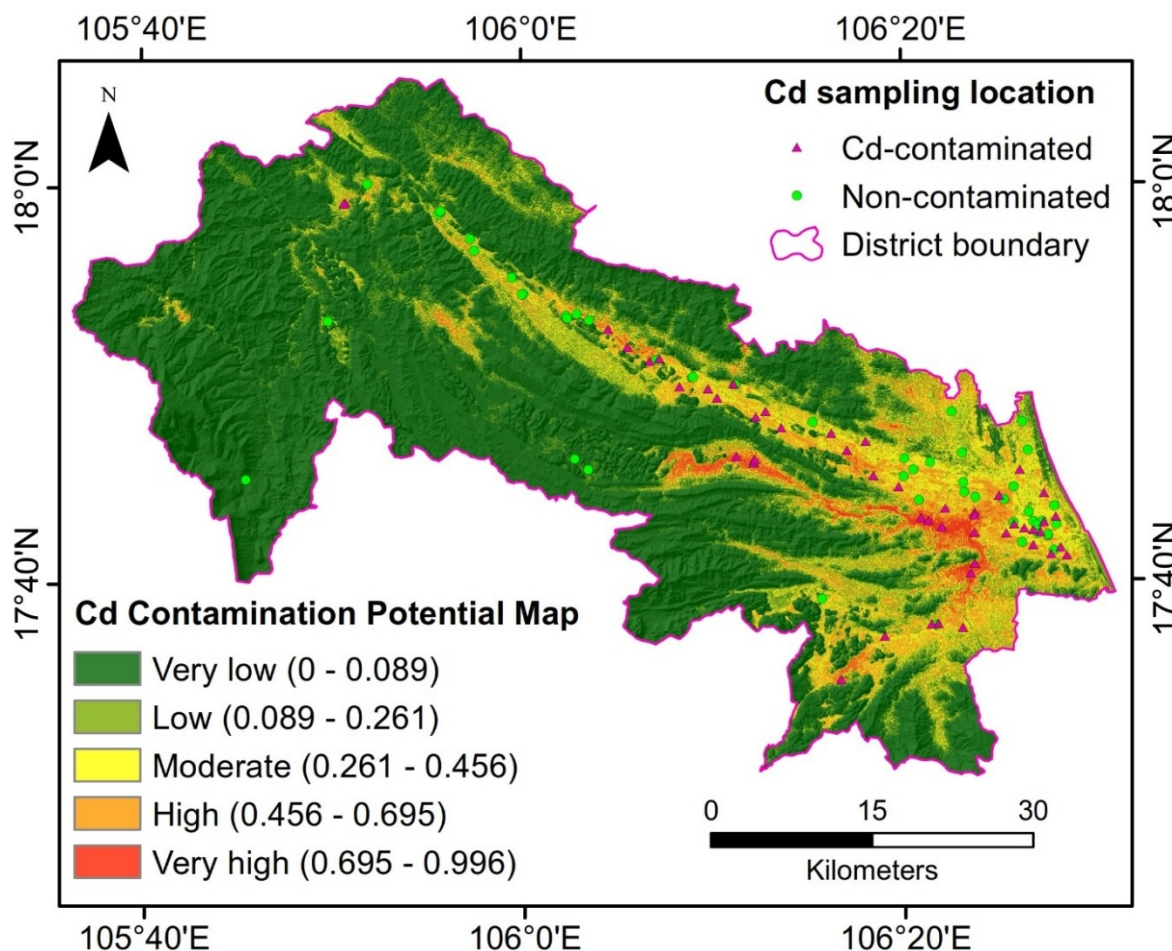 105°40'E 106°0'E 106°20'E
N
Cd sampling location
Cd-contaminated
Non-contaminated
District boundary
18°0'N
18°0'N
17°40'N
17°40'N
Cd Contamination Potential Map
Very low (0 - 0.089)
Low (0.089 - 0.261)
Moderate (0.261 - 0.456)
High (0.456 - 0.695)
Very high (0.695 - 0.996)
0 15 30
Kilometers
105°40'E 106°0'E 106°20'E